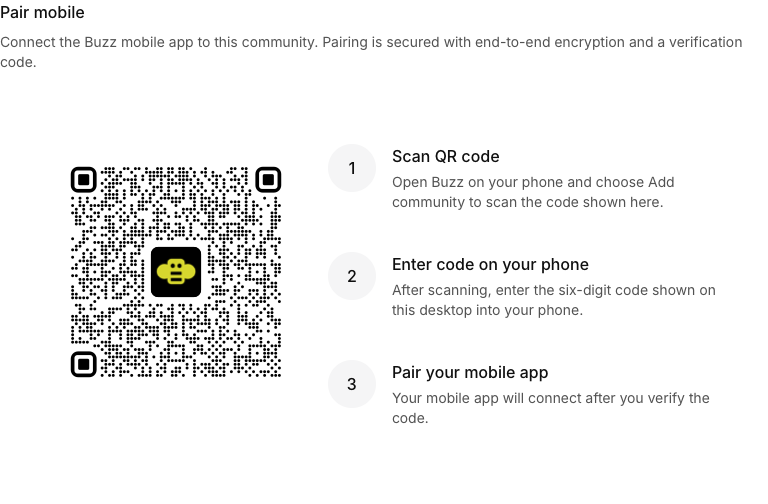 Pair mobile
Connect the Buzz mobile app to this community. Pairing is secured with end-to-end encryption and a verification
code.
1
Scan QR code
Open Buzz on your phone and choose Add
community to scan the code shown here.
2
Enter code on your phone
After scanning, enter the six-digit code shown on
this desktop into your phone.
3
Pair your mobile app
Your mobile app will connect after you verify the
code.